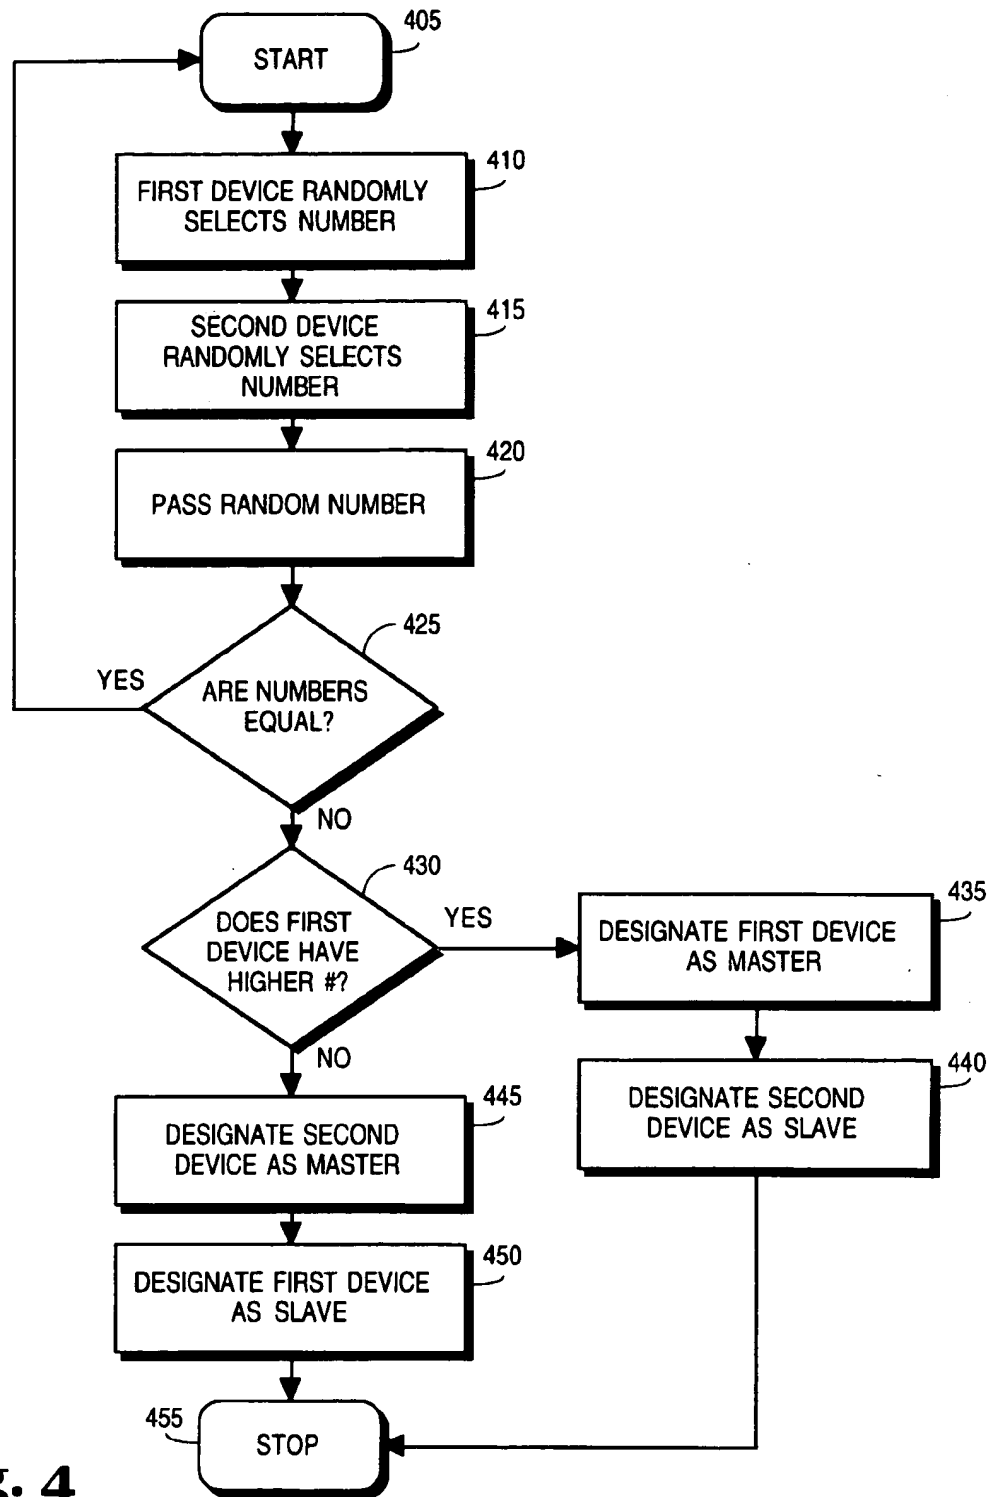 START
405
410
FIRST DEVICE RANDOMLY
SELECTS NUMBER
415
SECOND DEVICE
RANDOMLY SELECTS
NUMBER
420
PASS RANDOM NUMBER
425
YES
ARE NUMBERS
EQUAL?
NO
430
DOES FIRST
DEVICE HAVE
HIGHER #?
YES
435
DESIGNATE FIRST DEVICE
AS MASTER
NO
440
DESIGNATE SECOND
DEVICE AS SLAVE
445
DESIGNATE SECOND
DEVICE AS MASTER
450
DESIGNATE FIRST DEVICE
AS SLAVE
455
STOP
g. 4